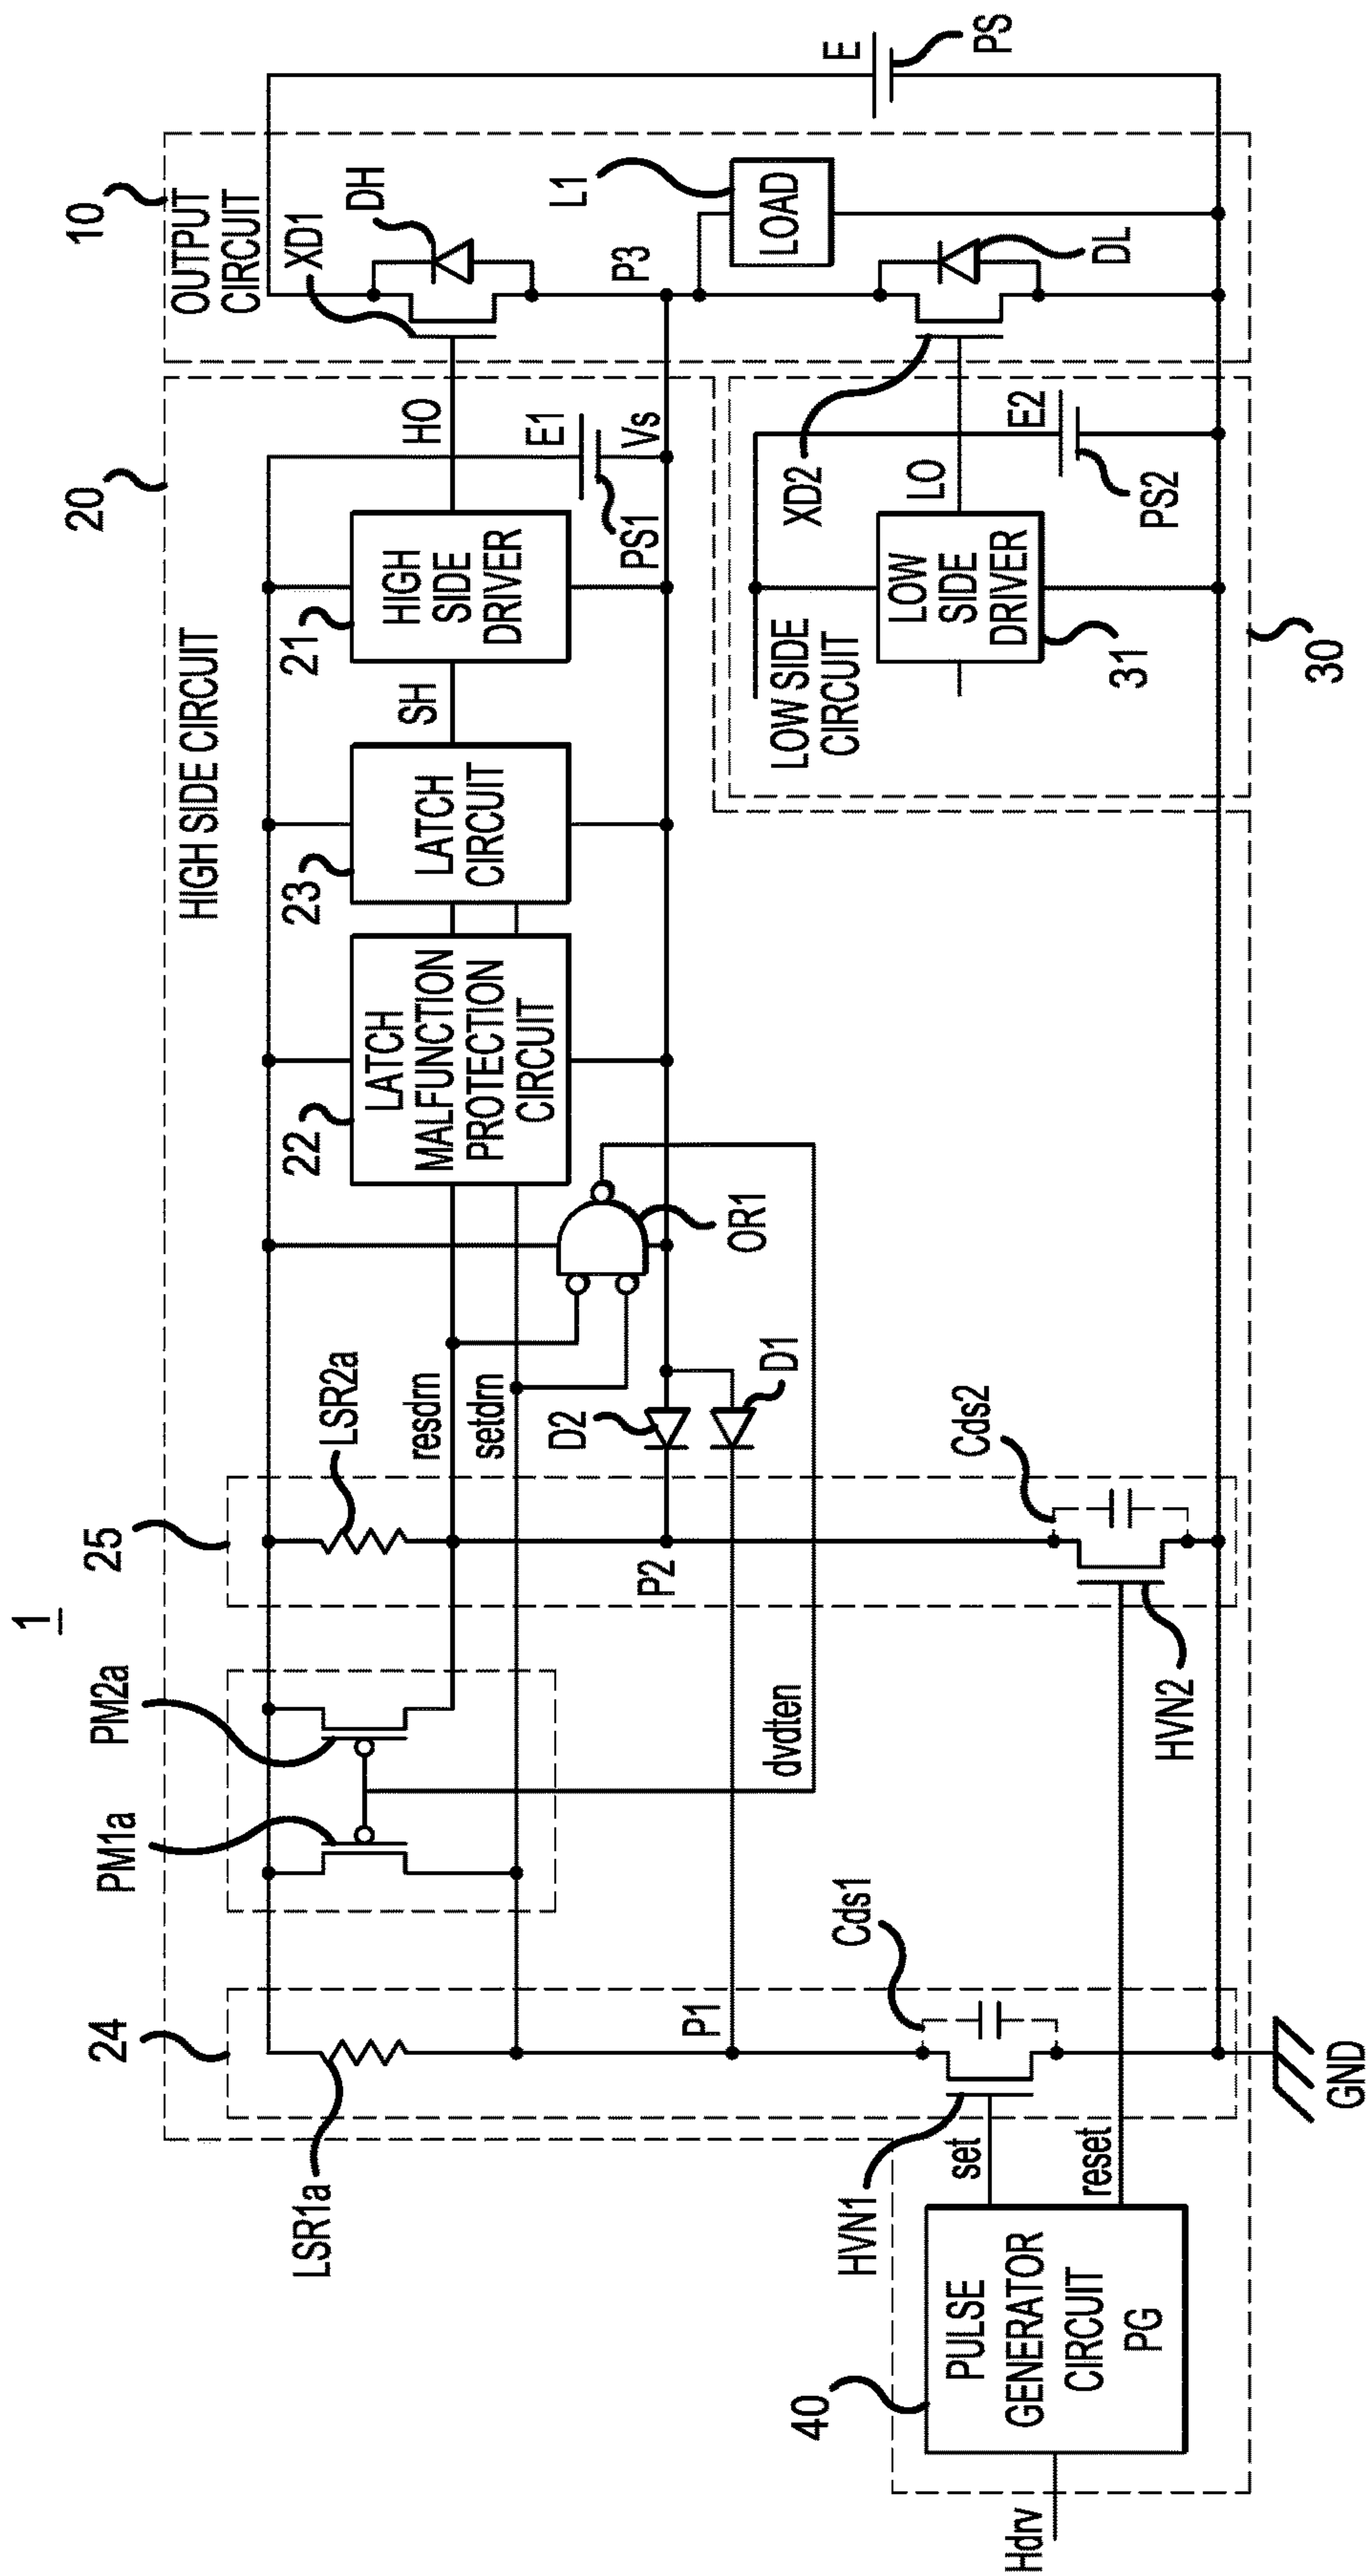 1
24
LSR1a
PM1a
PM2a
25
LSR2a
HIGH SIDE CIRCUIT
20
10
OUTPUT
CIRCUIT
22
LATCH
MALFUNCTION
PROTECTION
CIRCUIT
23
LATCH
CIRCUIT
21
HIGH
SIDE
DRIVER
SH
HO
XD1
DH
E
PS
resdrn
setdrn
OR1
D2
D1
E1
PS1
Vs
P3
L1
LOAD
P1
P2
dvdten
Cds1
Cds2
HVN1
HVN2
set
reset
40
PULSE
GENERATOR
CIRCUIT
PG
Hdrv
LOW SIDE
CIRCUIT
LOW
SIDE
DRIVER
31
LO
XD2
E2
PS2
DL
30
GND